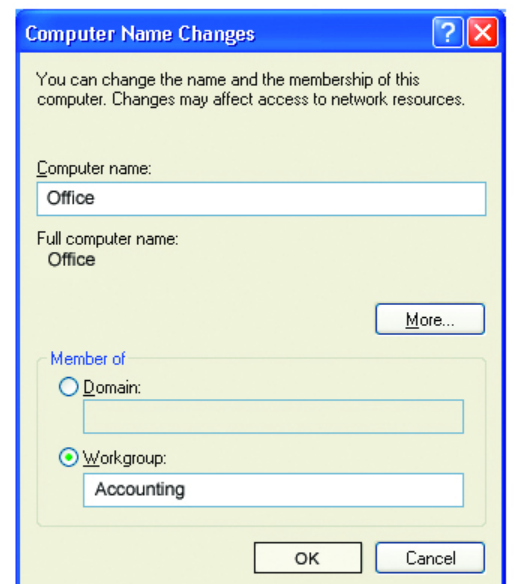 Computer Name Changes
You can change the name and the membership of this
computer. Changes may affect access to network resources.
Computer name:
Office
Full computer name:
Office
More...
Member of
Domain:
Workgroup:
Accounting
OK Cancel